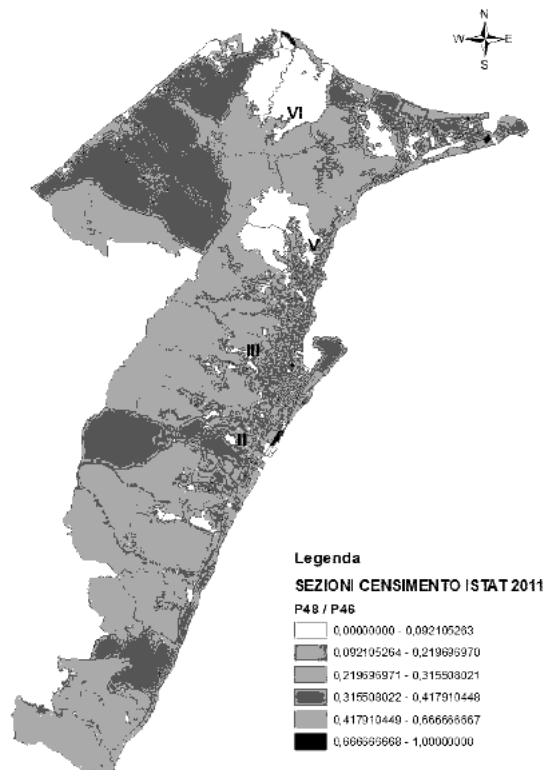 N
W E
S
VI
V
III
II
Legenda
SEZIONI CENSIMENTO ISTAT 2011
P48 / P46
0,00000000 - 0,092105263
0,092105264 - 0,219696970
0,219696971 - 0,315508021
0,315508022 - 0,417910448
0,417910449 - 0,666666667
0,666666668 - 1,00000000